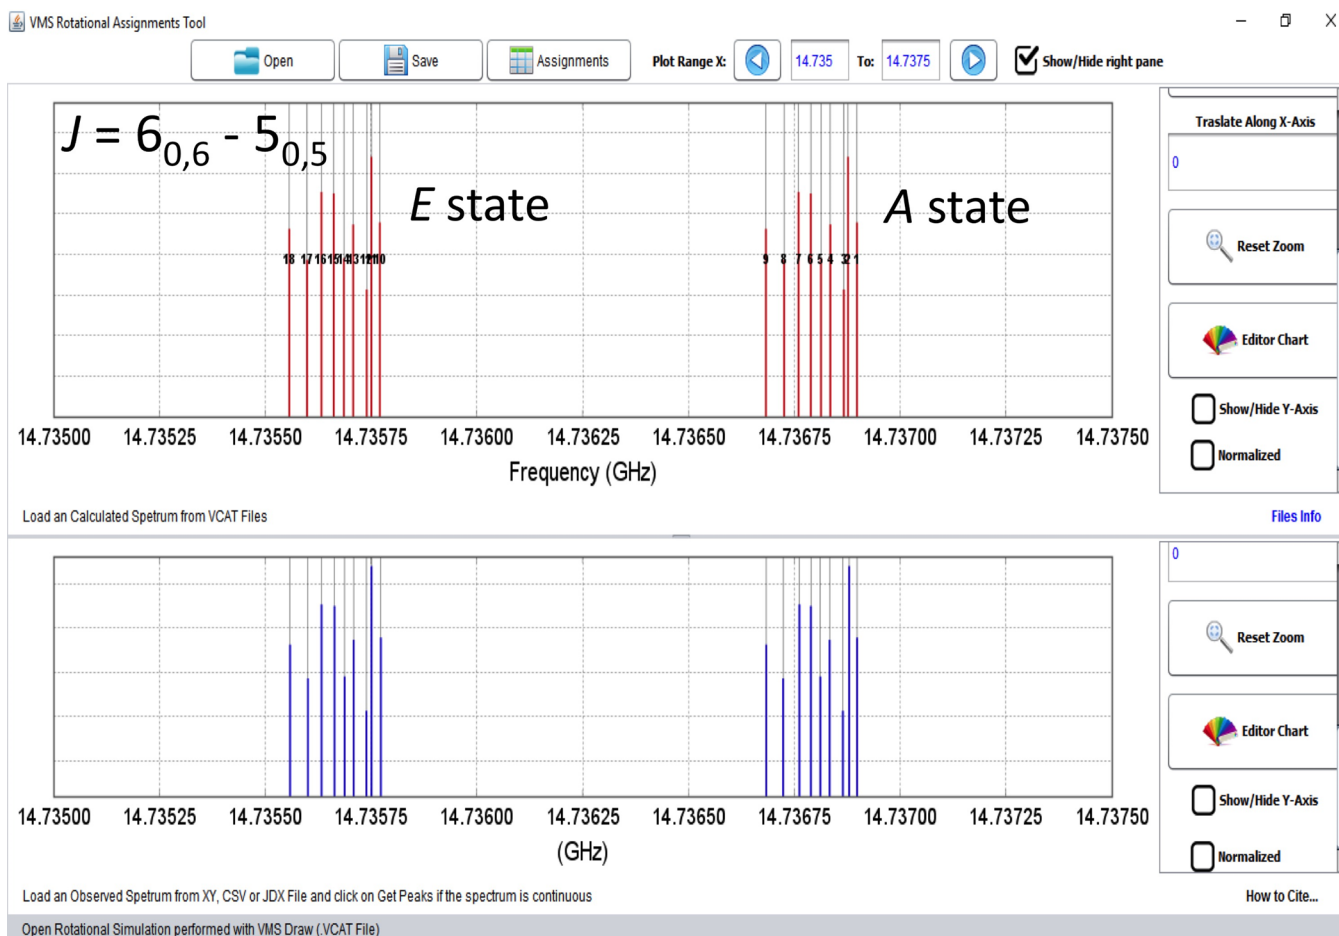 VMS Rotational Assignments Tool
Open Save Assignments Plot Range X: 14.735 To: 14.7375 Show/Hide right pane
J = 60,6 - 50,5
E state
A state
18 17 16 15 14 13 12 11 10
9 8 7 6 5 4 3 2 1
14.73500 14.73525 14.73550 14.73575 14.73600 14.73625 14.73650 14.73675 14.73700 14.73725 14.73750
Frequency (GHz)
Traslate Along X-Axis
0
Reset Zoom
Editor Chart
Show/Hide Y-Axis
Normalized
Load an Calculated Spetrum from VCAT Files
Files Info
14.73500 14.73525 14.73550 14.73575 14.73600 14.73625 14.73650 14.73675 14.73700 14.73725 14.73750
(GHz)
0
Reset Zoom
Editor Chart
Show/Hide Y-Axis
Normalized
Load an Observed Spetrum from XY, CSV or JDX File and click on Get Peaks if the spectrum is continuous
How to Cite...
Open Rotational Simulation performed with VMS Draw (.VCAT File)